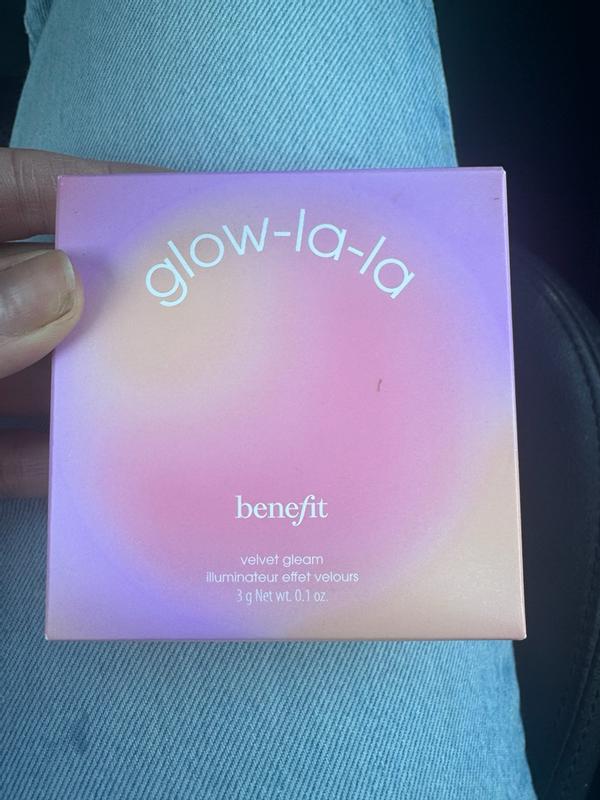 glow-la-la
benefit
velvet gleam
illuminateur effet velours
3 g Net wt. 0.1 oz.